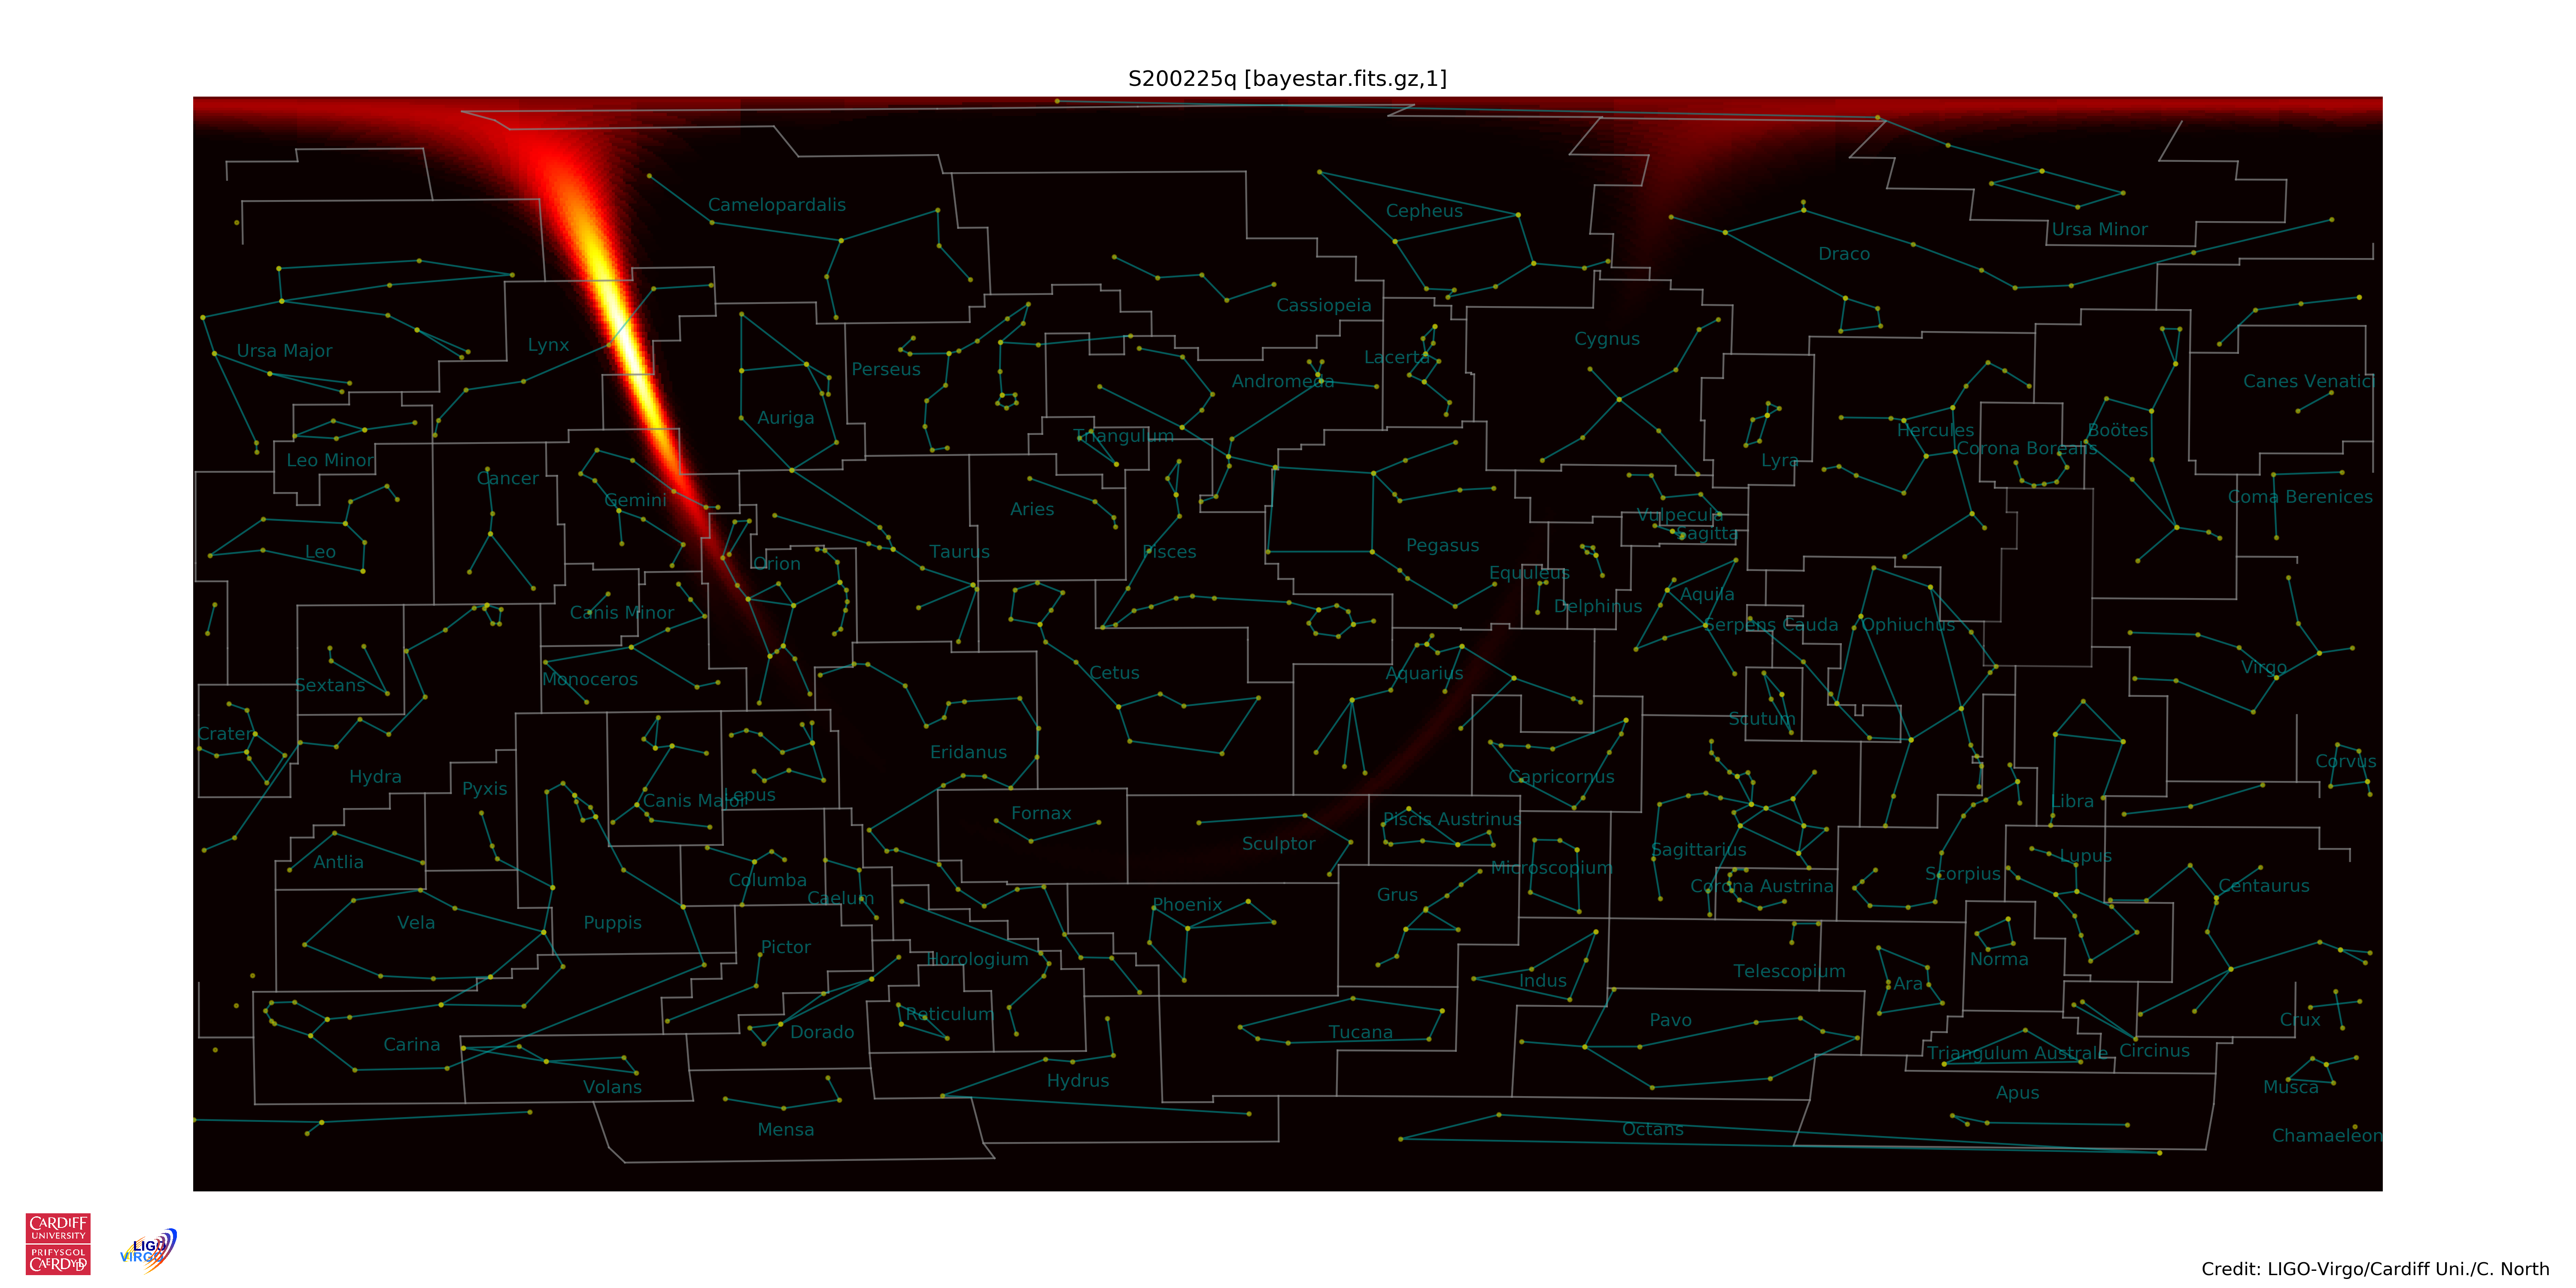 S200225q [bayestar.fits.gz,1]
Camelopardalis
Cepheus
Ursa Minor
Draco
Cassiopeia
Ursa Major
Lynx
Perseus
Lacerta
Cygnus
Andromeda
Canes Venatici
Auriga
Triangulum
Hercules
Boötes
Corona Borealis
Leo Minor
Lyra
Cancer
Gemini
Aries
Coma Berenices
Vulpecula
Sagitta
Leo
Orion
Taurus
Pisces
Pegasus
Equuleus
Canis Minor
Delphinus
Aquila
Serpens Cauda
Ophiuchus
Sextans
Monoceros
Cetus
Aquarius
Virgo
Crater
Scutum
Eridanus
Hydra
Pyxis
Capricornus
Corvus
Canis Major
Lepus
Libra
Fornax
Piscis Austrinus
Sculptor
Antlia
Sagittarius
Lupus
Microscopium
Columba
Caelum
Corona Austrina
Scorpius
Centaurus
Grus
Phoenix
Vela
Puppis
Pictor
Horologium
Norma
Indus
Telescopium
Ara
Reticulum
Dorado
Tucana
Pavo
Crux
Carina
Triangulum Australe
Circinus
Volans
Hydrus
Apus
Musca
Mensa
Octans
Chamaeleon
CARDIFF
UNIVERSITY
PRIFYSGOL
CAERDYDD
LIGO
VIRGO
Credit: LIGO-Virgo/Cardiff Uni./C. North